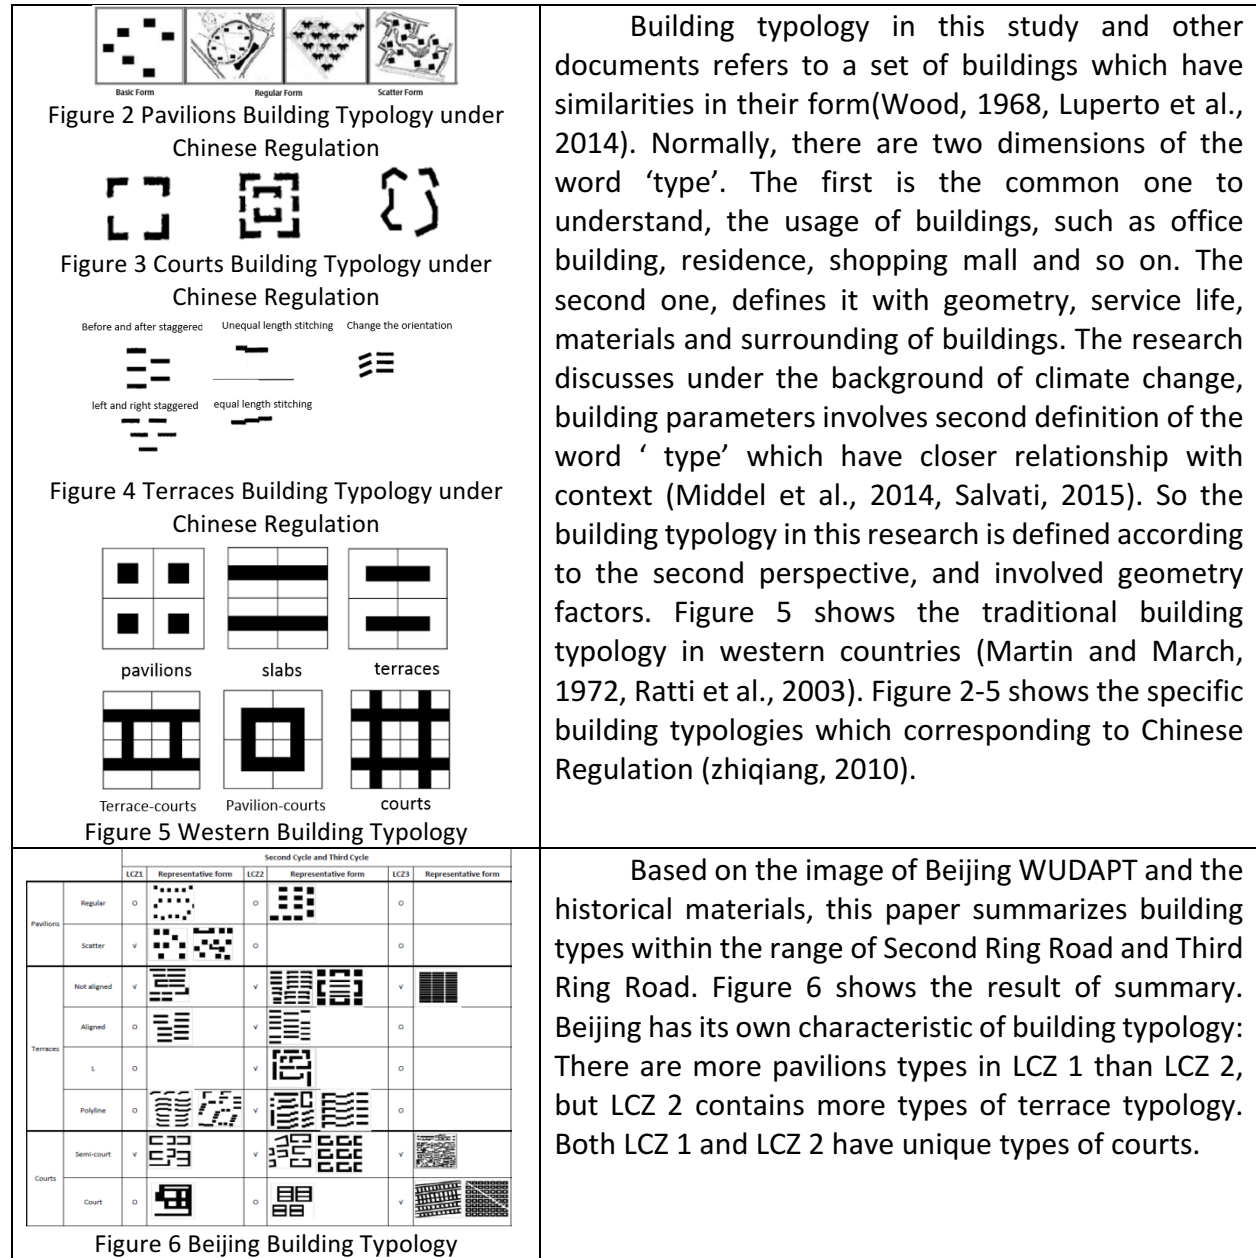 Basic Form
Regular Form
Scatter Form
Figure 2 Pavilions Building Typology under
Chinese Regulation
Figure 3 Courts Building Typology under
Chinese Regulation
Before and after staggered
Unequal length stitching
Change the orientation
left and right staggered
equal length stitching
Figure 4 Terraces Building Typology under
Chinese Regulation
pavilions
slabs
terraces
Terrace-courts
Pavilion-courts
courts
Figure 5 Western Building Typology
Building typology in this study and other
documents refers to a set of buildings which have
similarities in their form(Wood, 1968, Luperto et al.,
2014). Normally, there are two dimensions of the
word ‘type’. The first is the common one to
understand, the usage of buildings, such as office
building, residence, shopping mall and so on. The
second one, defines it with geometry, service life,
materials and surrounding of buildings. The research
discusses under the background of climate change,
building parameters involves second definition of the
word ‘ type’ which have closer relationship with
context (Middel et al., 2014, Salvati, 2015). So the
building typology in this research is defined according
to the second perspective, and involved geometry
factors. Figure 5 shows the traditional building
typology in western countries (Martin and March,
1972, Ratti et al., 2003). Figure 2-5 shows the specific
building typologies which corresponding to Chinese
Regulation (zhiqiang, 2010).
Second Cycle and Third Cycle
LCZ1 Representative form LCZ2 Representative form LCZ3 Representative form
Pavilions
Regular O O O
Scatter √ O O
Terraces
Not aligned √ √ √
Aligned O √ O
L O √ O
Polyline O √ O
Courts
Semi-court √ √ √
Court O O √
Figure 6 Beijing Building Typology
Based on the image of Beijing WUDAPT and the
historical materials, this paper summarizes building
types within the range of Second Ring Road and Third
Ring Road. Figure 6 shows the result of summary.
Beijing has its own characteristic of building typology:
There are more pavilions types in LCZ 1 than LCZ 2,
but LCZ 2 contains more types of terrace typology.
Both LCZ 1 and LCZ 2 have unique types of courts.